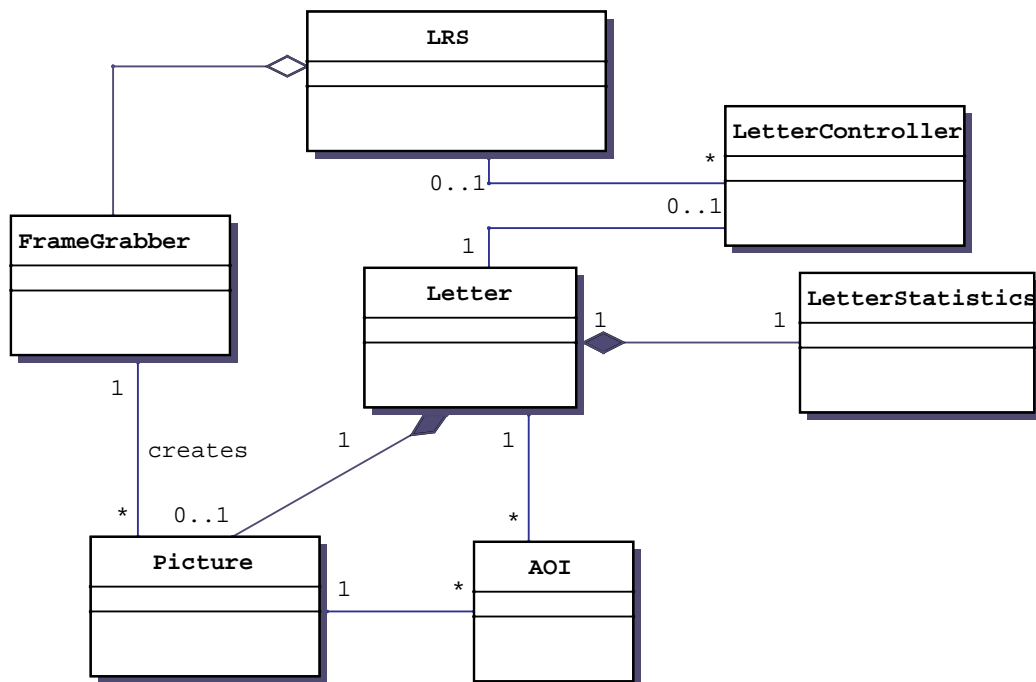 LRS
LetterController
*
0..1
0..1
FrameGrabber
1
Letter
LetterStatistics
1
1
1
1
1
creates
*
0..1
*
Picture
AOI
1
*